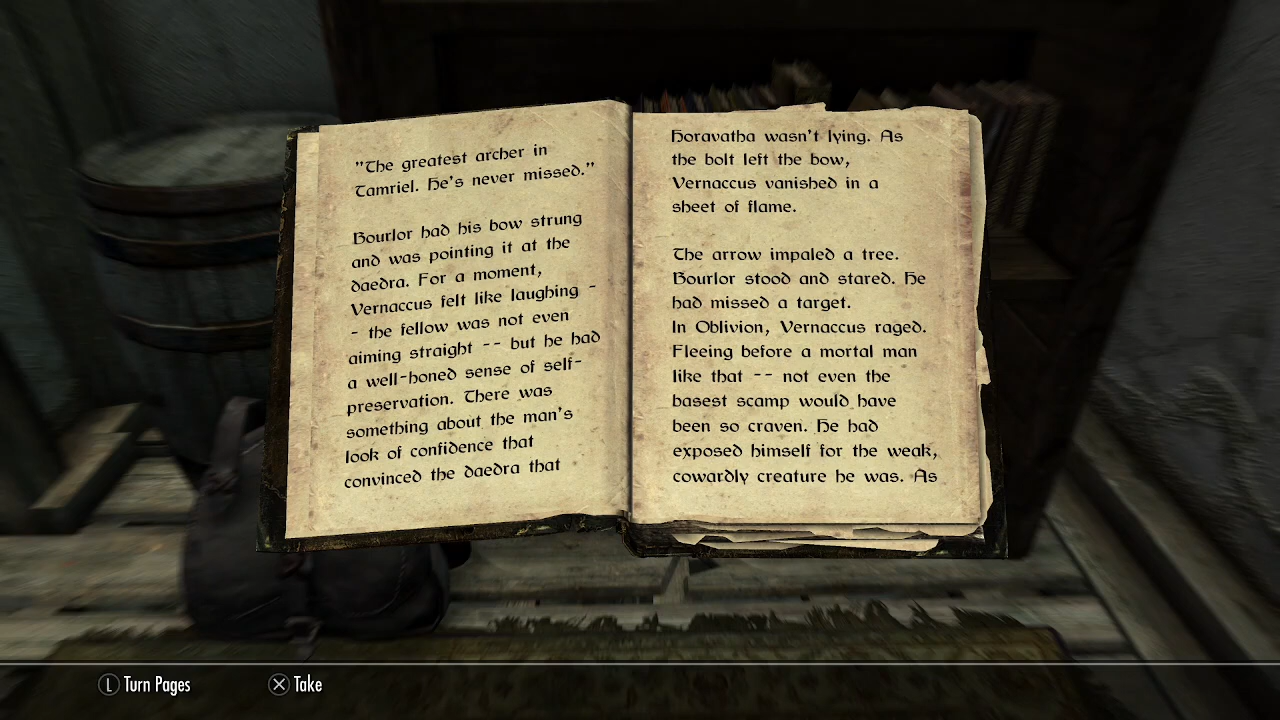 "The greatest archer in
Tamriel. He's never missed."
Bourlor had his bow strung
and was pointing it at the
daedra. For a moment,
Vernaccus felt like laughing -
- the fellow was not even
aiming straight -- but he had
a well-honed sense of self-
preservation. There was
something about the man's
look of confidence that
convinced the daedra that
Horavatha wasn't lying. As
the bolt left the bow,
Vernaccus vanished in a
sheet of flame.
The arrow impaled a tree.
Bourlor stood and stared. He
had missed a target.
In Oblivion, Vernaccus raged.
Fleeing before a mortal man
like that -- not even the
basest scamp would have
been so craven. He had
exposed himself for the weak,
cowardly creature he was. As
L Turn Pages
X Take